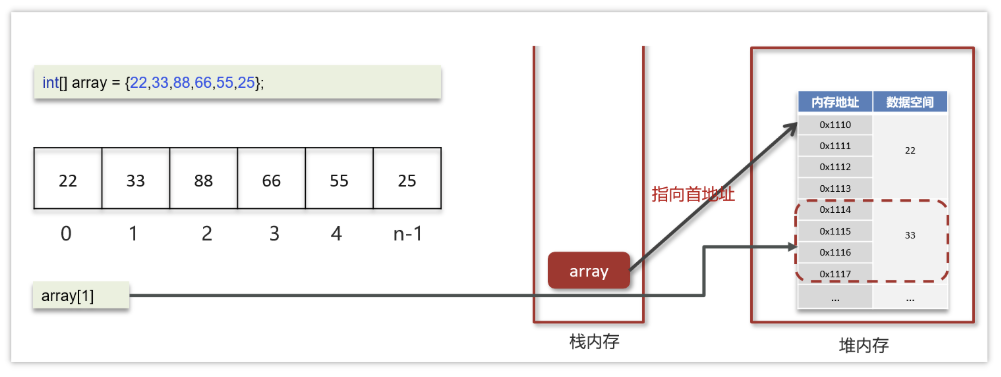 int[] array = {22,33,88,66,55,25};
22 33 88 66 55 25
0 1 2 3 4 n-1
array[1]
array
栈内存
指向首地址
内存地址 数据空间
0x1110
0x1111
22
0x1112
0x1113
0x1114
0x1115
33
0x1116
0x1117
... ...
堆内存